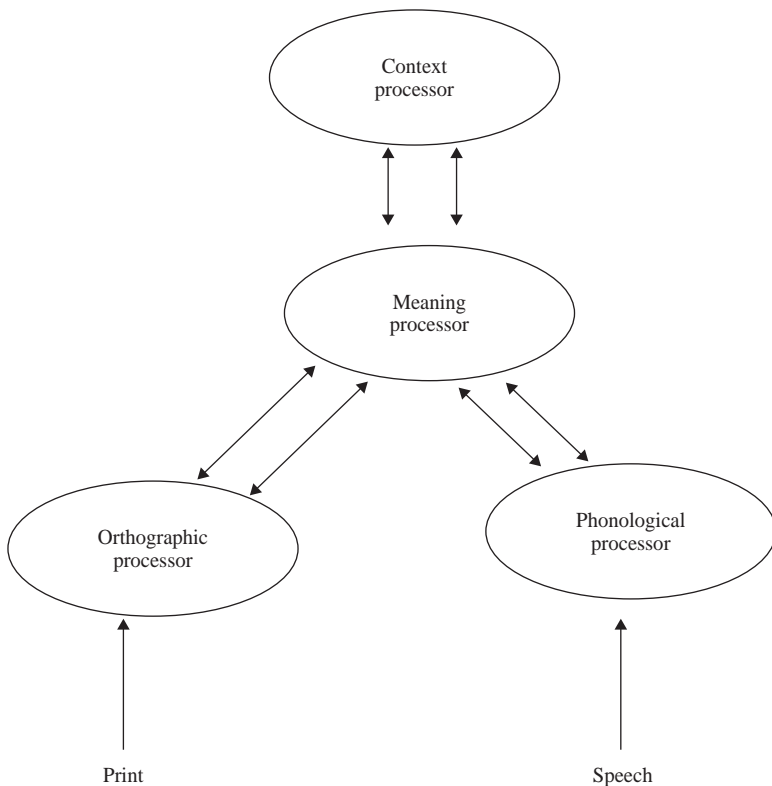 Context
processor
Meaning
processor
Orthographic
processor
Phonological
processor
Print
Speech